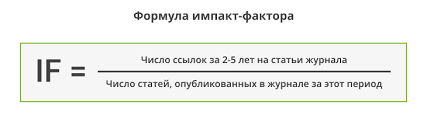 Формула импакт-фактора
IF =
Число ссылок за 2-5 лет на статьи журнала
Число статей, опубликованных в журнале за этот период